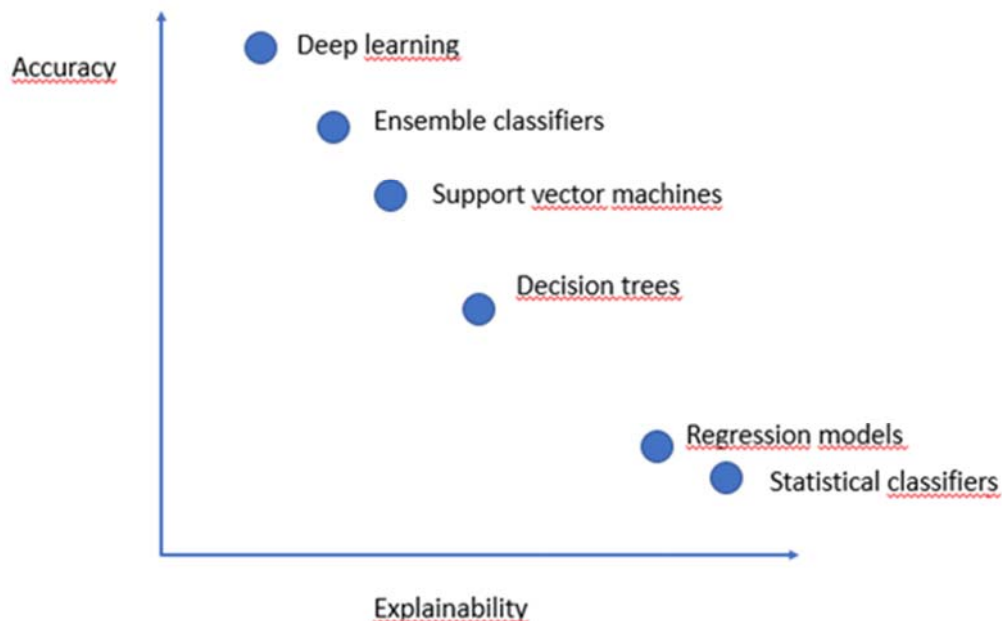 Deep learning
Accuracy
Ensemble classifiers
Support vector machines
Decision trees
Regression models
Statistical classifiers
Explainability